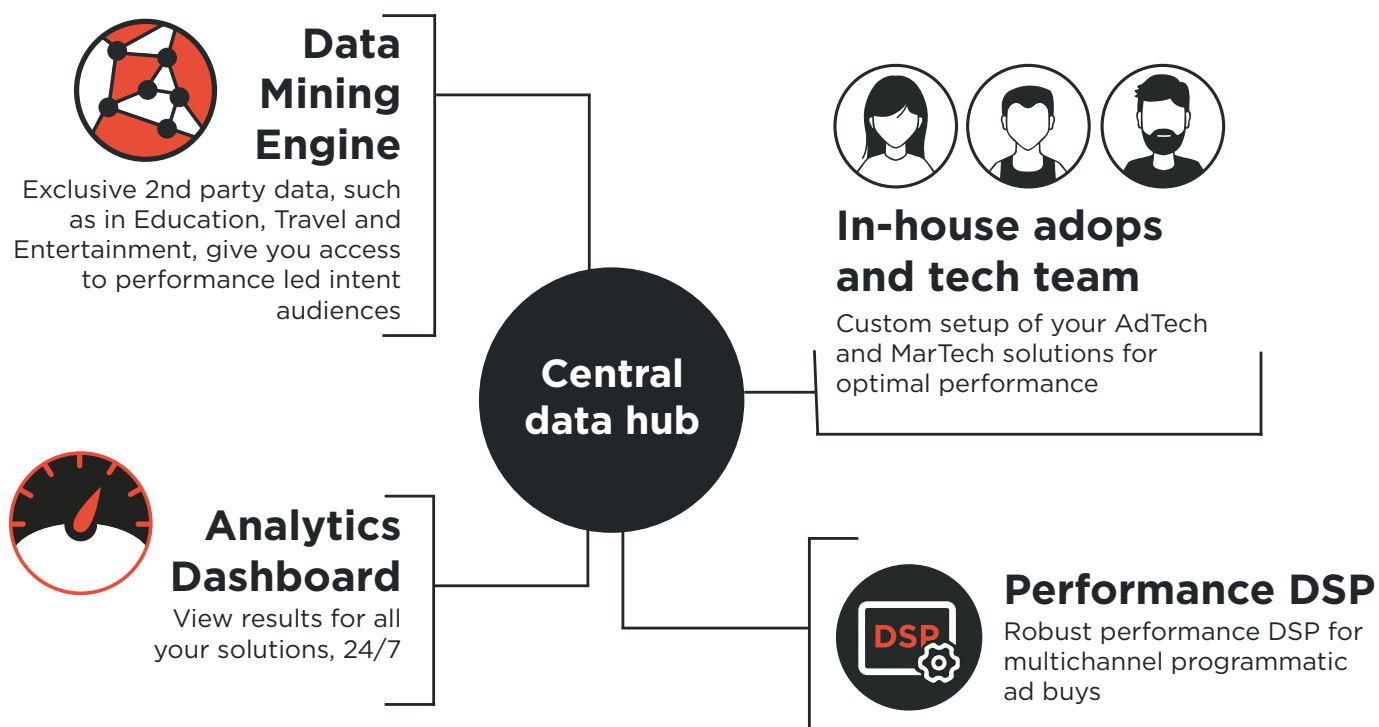 Data
Mining
Engine
Exclusive 2nd party data, such
as in Education, Travel and
Entertainment, give you access
to performance led intent
audiences
In-house adops
and tech team
Custom setup of your AdTech
and MarTech solutions for
optimal performance
Central
data hub
Analytics
Dashboard
View results for all
your solutions, 24/7
DSP
Performance DSP
Robust performance DSP for
multichannel programmatic
ad buys